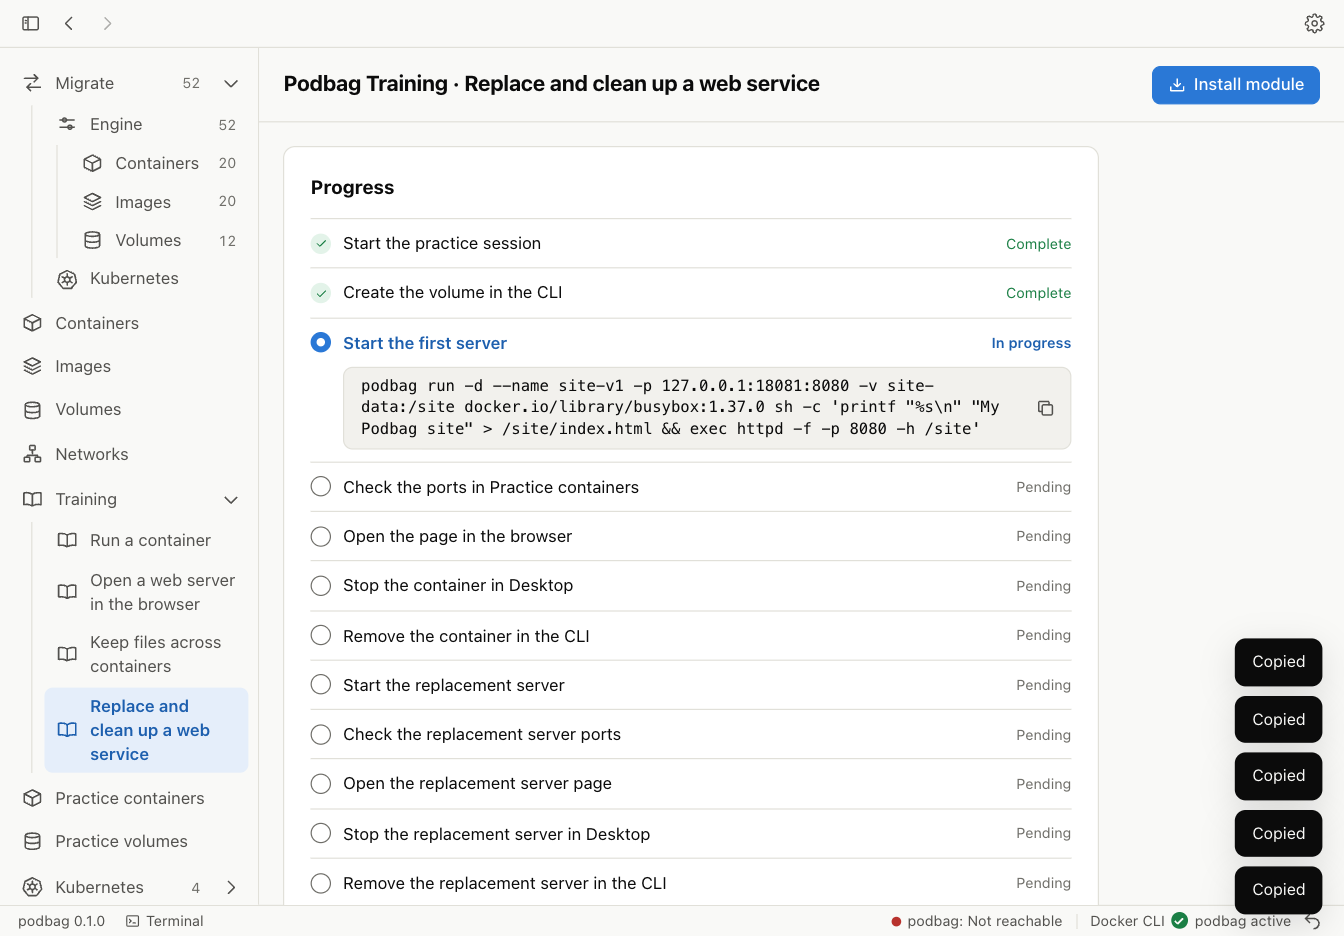 Podbag Training · Replace and clean up a web service
Install module
Migrate 52
Engine 52
Containers 20
Images 20
Volumes 12
Kubernetes
Containers
Images
Volumes
Networks
Training
Run a container
Open a web server
in the browser
Keep files across
containers
Replace and
clean up a web
service
Practice containers
Practice volumes
Kubernetes 4
Progress
Start the practice session Complete
Create the volume in the CLI Complete
Start the first server In progress
podbag run -d --name site-v1 -p 127.0.0.1:18081:8080 -v site-
data:/site docker.io/library/busybox:1.37.0 sh -c 'printf "%s\n" "My
Podbag site" > /site/index.html && exec httpd -f -p 8080 -h /site'
Check the ports in Practice containers Pending
Open the page in the browser Pending
Stop the container in Desktop Pending
Remove the container in the CLI Pending
Start the replacement server Pending
Check the replacement server ports Pending
Open the replacement server page Pending
Stop the replacement server in Desktop Pending
Remove the replacement server in the CLI Pending
Copied
Copied
Copied
Copied
Copied
podbag 0.1.0 Terminal podbag: Not reachable Docker CLI podbag active